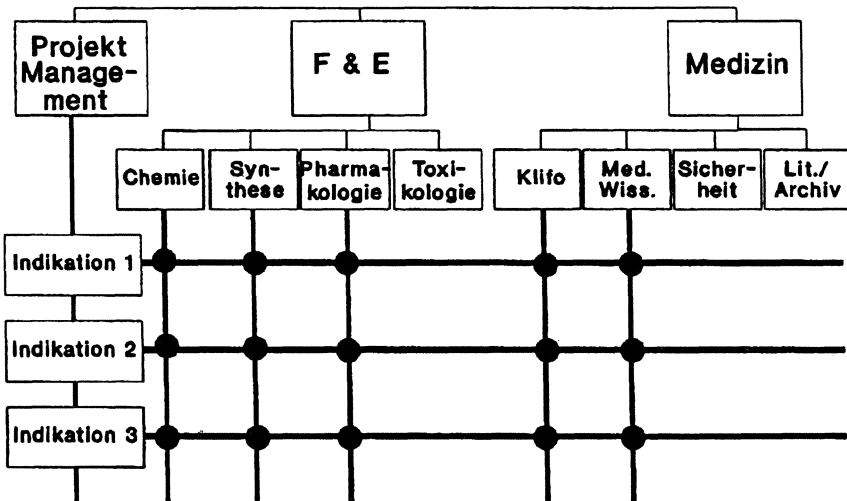 Projekt
Manage-
ment
F & E
Medizin
Chemie
Syn-
these
Pharma-
kologie
Toxi-
kologie
Klifo
Med.
Wiss.
Sicher-
heit
Lit./
Archiv
Indikation 1
Indikation 2
Indikation 3